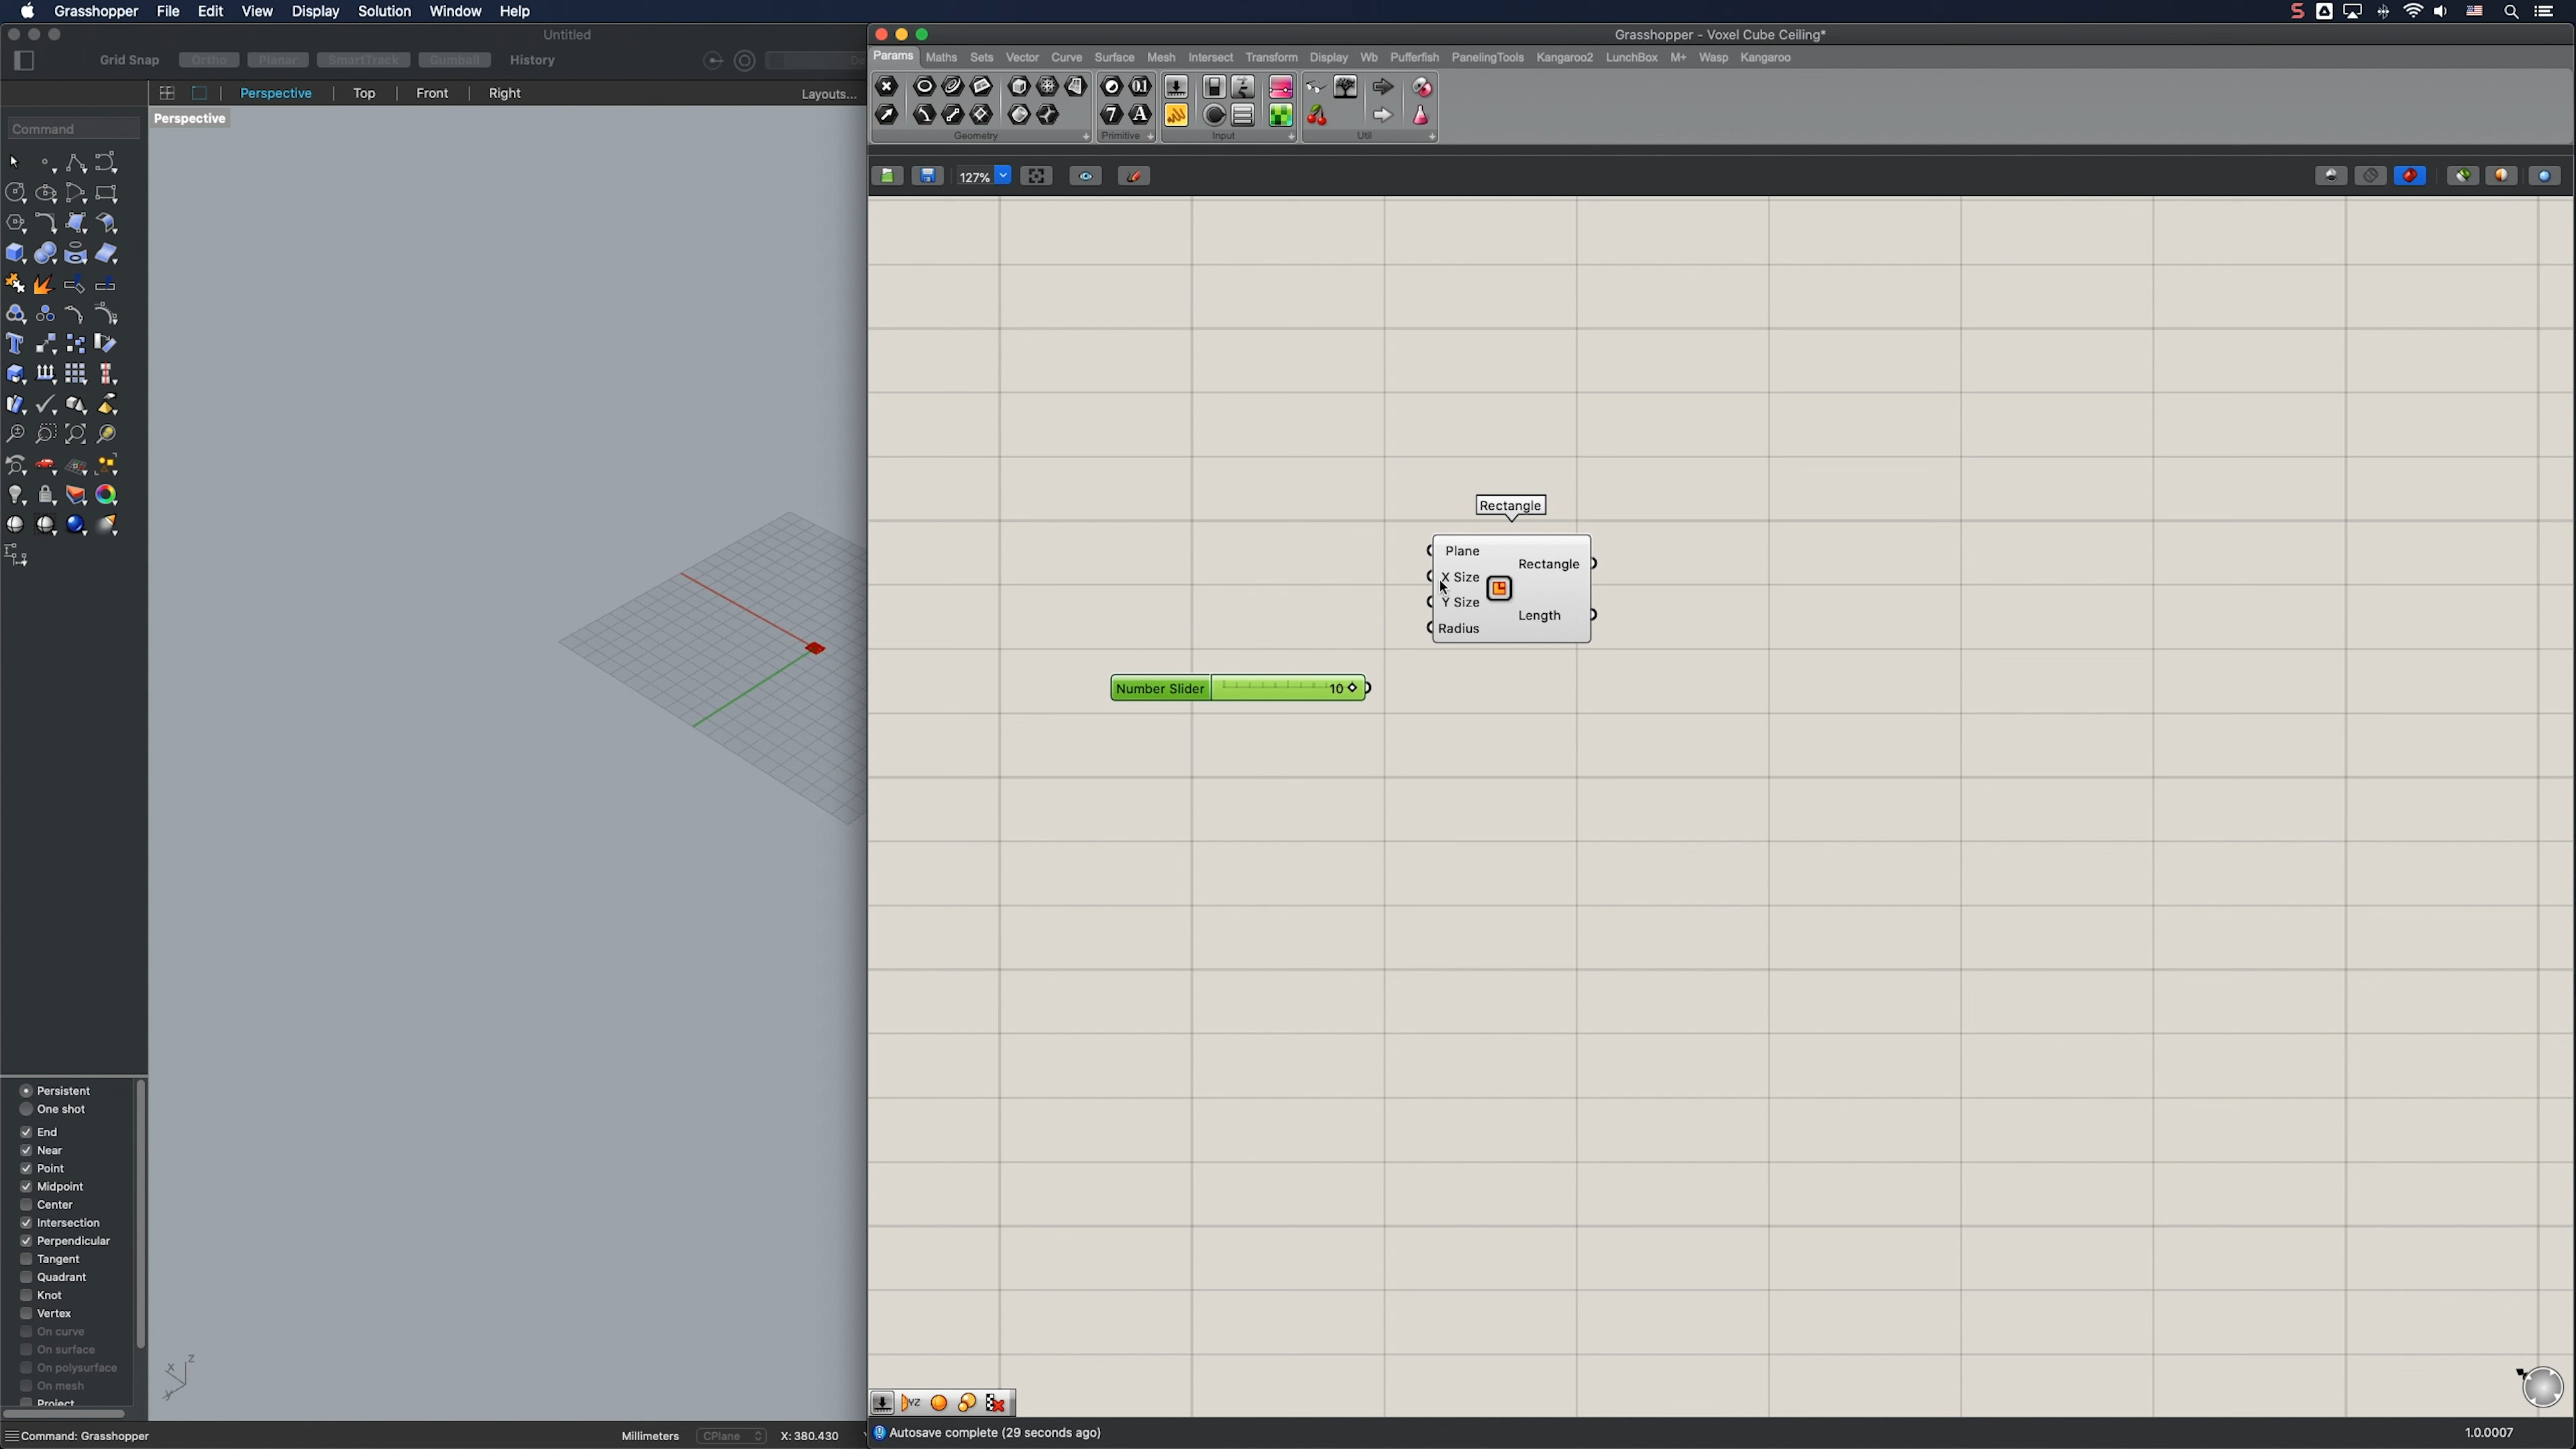 Grasshopper File Edit View Display Solution Window Help
Untitled
Grid Snap Ortho Planar SmartTrack Gumball History
Perspective Top Front Right Layouts...
Perspective
Command
Grasshopper - Voxel Cube Ceiling*
Params Maths Sets Vector Curve Surface Mesh Intersect Transform Display Wb Pufferfish PanelingTools Kangaroo2 LunchBox M+ Wasp Kangaroo
Geometry Primitive Input Util
127%
Rectangle
Plane
X Size
Y Size
Radius
Rectangle
Length
Number Slider 10
Persistent
One shot
End
Near
Point
Midpoint
Center
Intersection
Perpendicular
Tangent
Quadrant
Knot
Vertex
On curve
On surface
On polysurface
On mesh
Project
z
x
y
Command: Grasshopper
Millimeters CPlane X: 380.430
Autosave complete (29 seconds ago)
1.0.0007